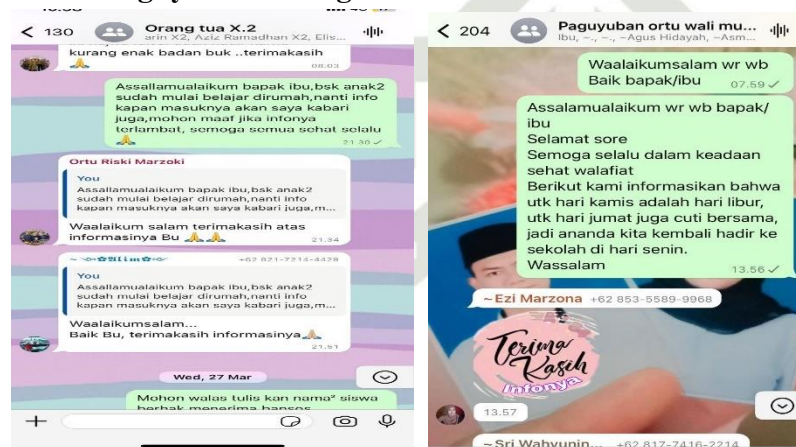 130
Orang tua X.2
arin X2, Aziz Ramadhan X2, Elis...
kurang enak badan buk ..terimakasih
🙏
08.03
Assallamualaikum bapak ibu,bsk anak2
sudah mulai belajar dirumah,nanti info
kapan masuknya akan saya kabari
juga,mohon maaf jika infonya
terlambat, semoga semua sehat selalu
🙏
21.30
Ortu Riski Marzoki
You
Assallamualaikum bapak ibu,bsk anak2
sudah mulai belajar dirumah,nanti info
kapan masuknya akan saya kabari juga,m...
Waalaikum salam terimakasih atas
informasinya Bu 🙏🙏
21.34
+62 821-7214-4428
You
Assallamualaikum bapak ibu,bsk anak2
sudah mulai belajar dirumah,nanti info
kapan masuknya akan saya kabari juga,m...
Waalaikumsalam...
Baik Bu, terimakasih informasinya🙏
21.51
Wed, 27 Mar
Mohon walas tulis kan nama² siswa
berhak menerima bansos
204
Paguyuban ortu wali mu...
Ibu, ~., ~., ~Agus Hidayah, ~Asm...
Waalaikumsalam wr wb
Baik bapak/ibu
07.59
Assalamualaikum wr wb bapak/
ibu
Selamat sore
Semoga selalu dalam keadaan
sehat walafiat
Berikut kami informasikan bahwa
utk hari kamis adalah hari libur,
utk hari jumat juga cuti bersama,
jadi ananda kita kembali hadir ke
sekolah di hari senin.
Wassalam
13.56
~Ezi Marzona +62 853-5589-9968
Terima
Kasih
Infonya
13.57
~Sri Wahyunin... +62 817-7416-2214